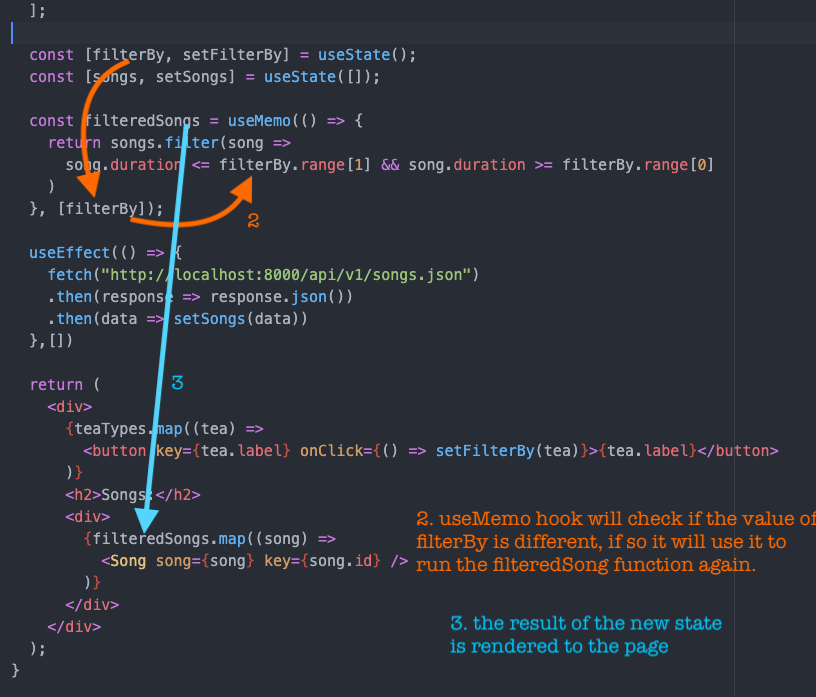 ];
const [filterBy, setFilterBy] = useState();
const [songs, setSongs] = useState([]);
const filteredSongs = useMemo(() => {
return songs.filter(song =>
song.duration <= filterBy.range[1] && song.duration >= filterBy.range[0]
)
}, [filterBy]);
2
useEffect(() => {
fetch("http://localhost:8000/api/v1/songs.json")
.then(response => response.json())
.then(data => setSongs(data))
},[])
return (
3
<div>
{teaTypes.map((tea) =>
<button key={tea.label} onClick={() => setFilterBy(tea)}>{tea.label}</button>
)}
<h2>Songs:</h2>
<div>
{filteredSongs.map((song) =>
<Song song={song} key={song.id} />
)}
</div>
</div>
);
}
2. useMemo hook will check if the value of
filterBy is different, if so it will use it to
run the filteredSong function again.
3. the result of the new state
is rendered to the page